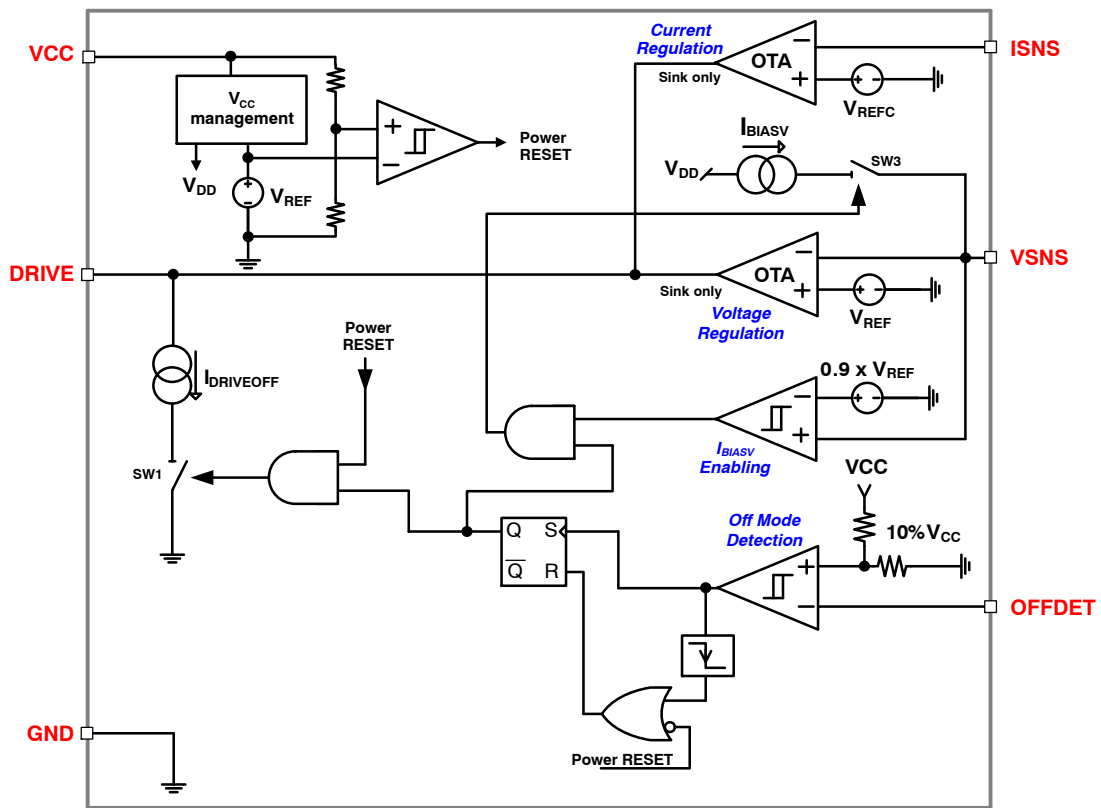 VCC
VCC
management
VDD
VREF
+
-
+
−
Power
RESET
Current
Regulation
Sink only
OTA
−
+
VREFC
ISNS
IBIASV
VDD
SW3
DRIVE
OTA
−
+
Sink only
Voltage
Regulation
VREF
VSNS
Power
RESET
IDRIVEOFF
SW1
0.9 x VREF
−
+
IBIASV
Enabling
VCC
10%VCC
Off Mode
Detection
+
−
Q
S
Q
R
OFFDET
GND
Power RESET